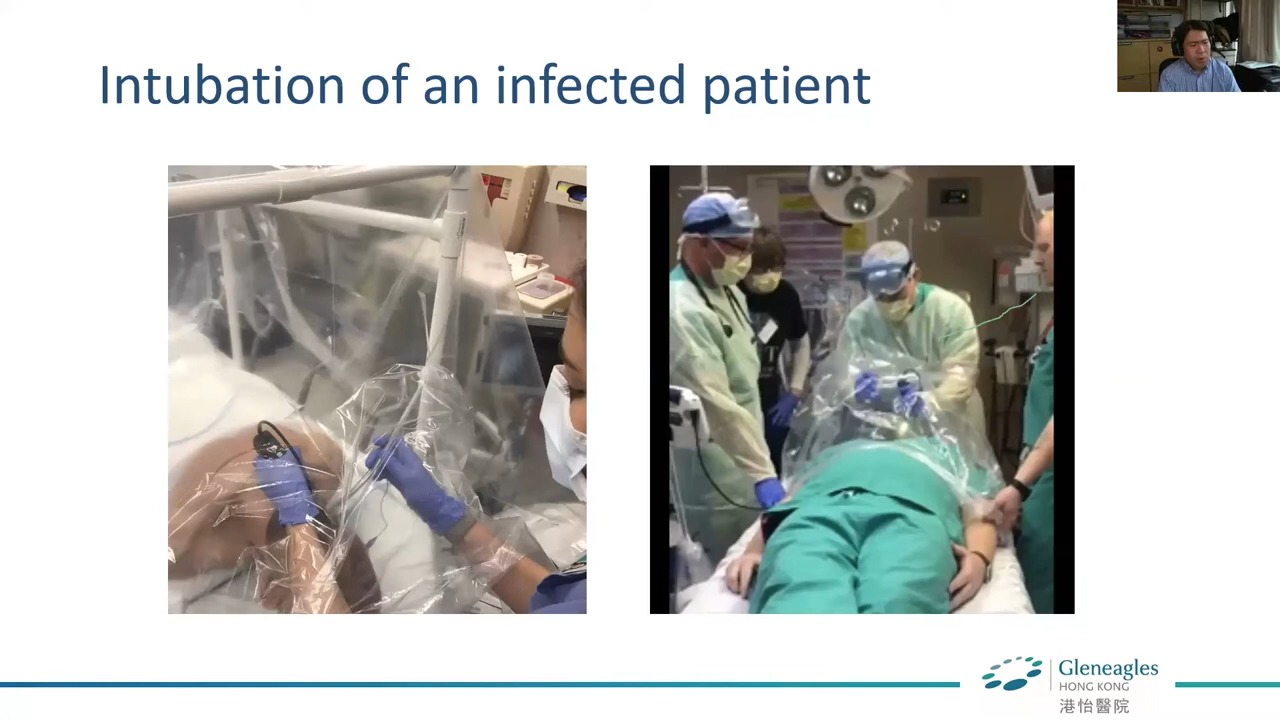 Intubation of an infected patient
Gleneagles
HONG KONG
港怡醫院